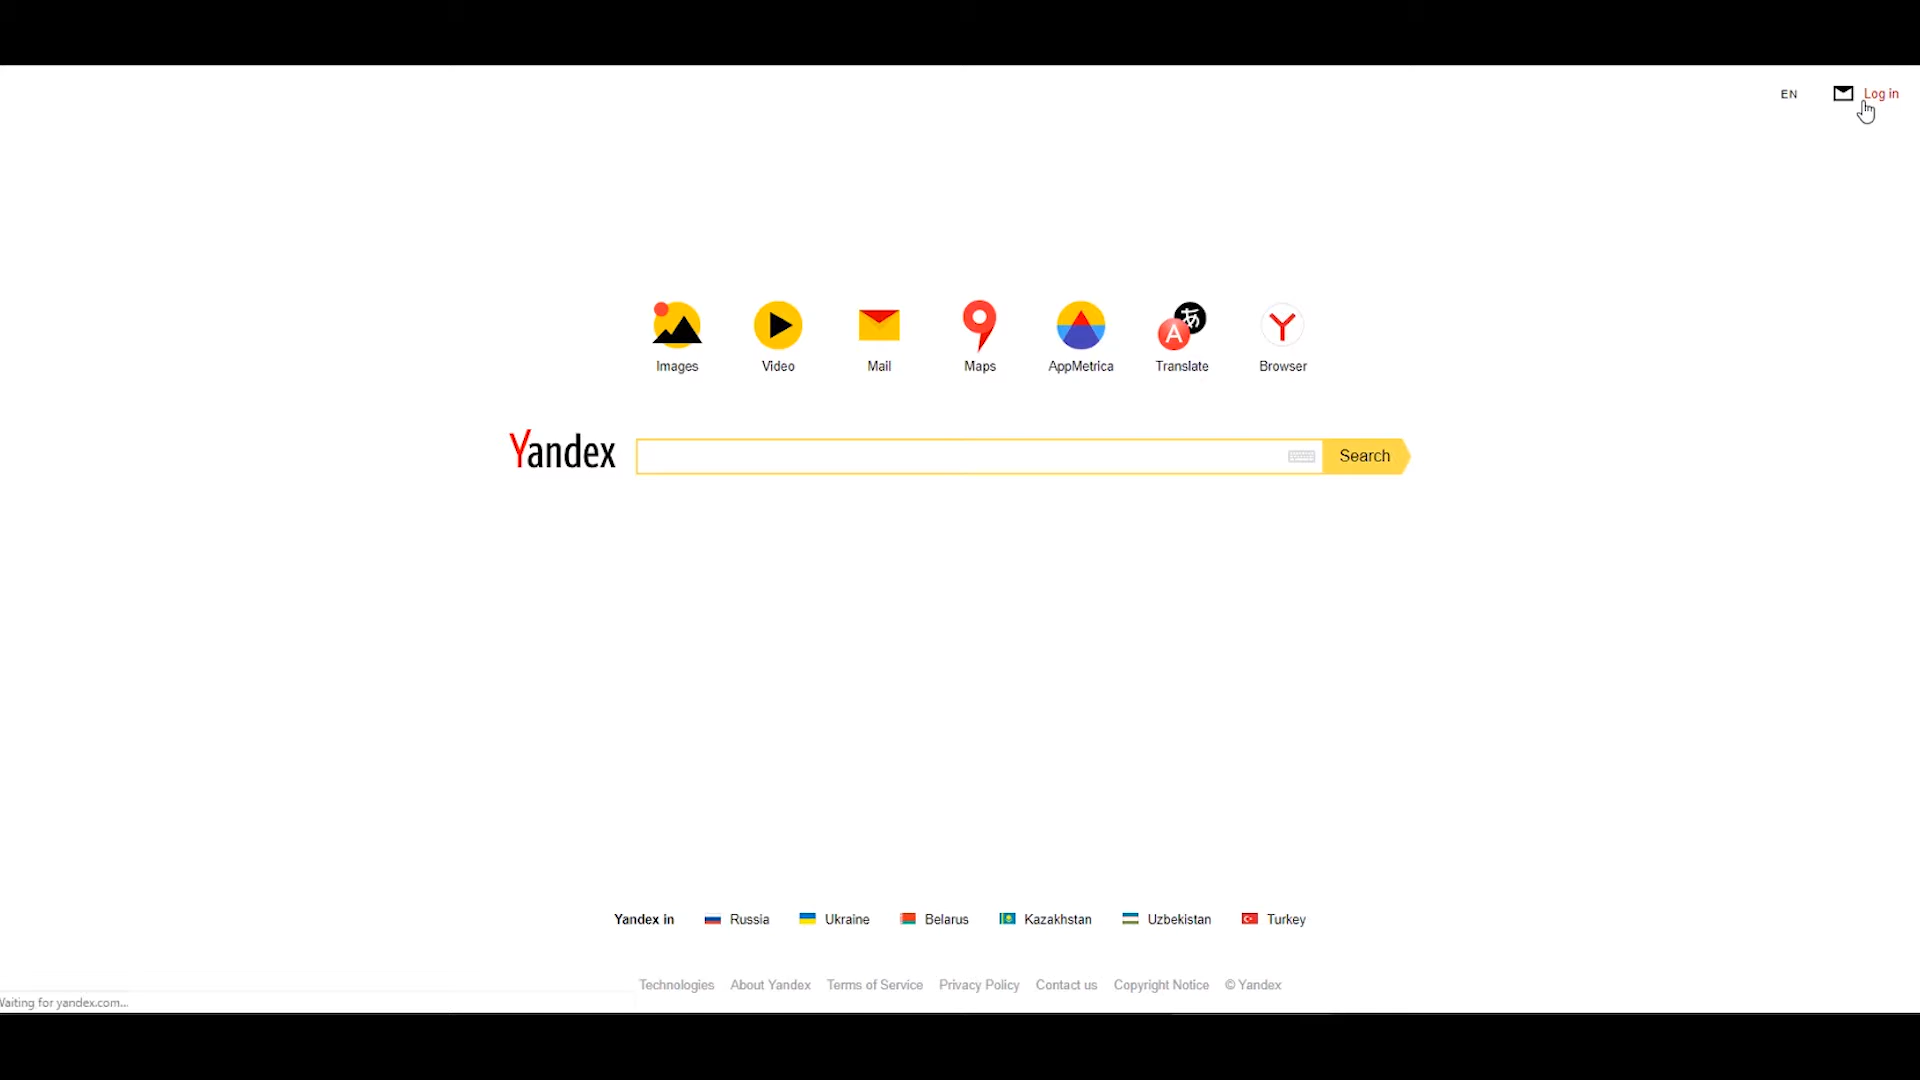 EN Log in
Images Video Mail Maps AppMetrica Translate Browser
Yandex Search
Yandex in Russia Ukraine Belarus Kazakhstan Uzbekistan Turkey
Technologies About Yandex Terms of Service Privacy Policy Contact us Copyright Notice © Yandex
Waiting for yandex.com...